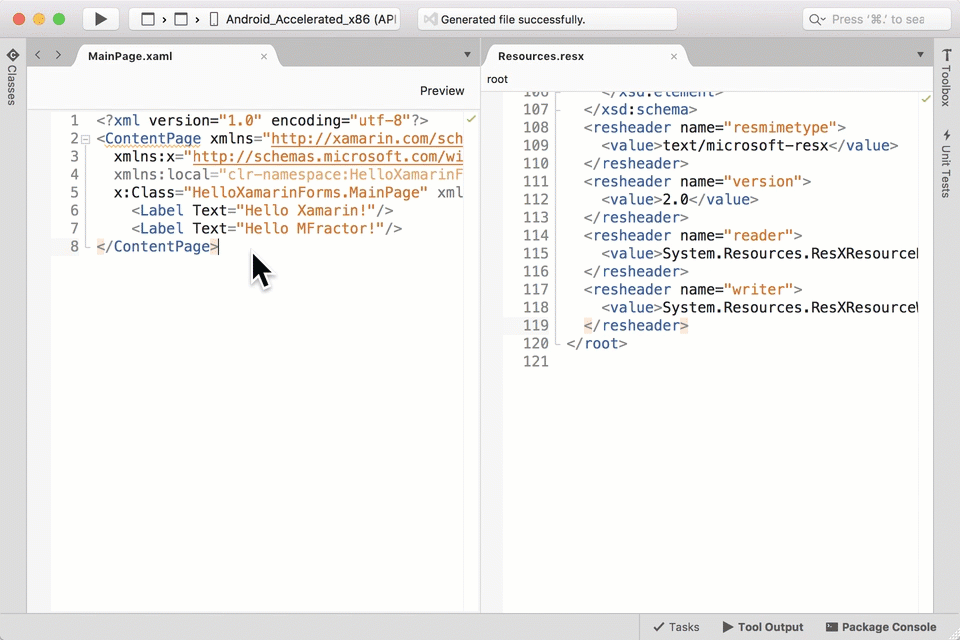 Android_Accelerated_x86 (API
Generated file successfully.
Press ‘⌘.’ to sea
Classes
MainPage.xaml
Preview
1 <?xml version="1.0" encoding="utf-8"?>
2 <ContentPage xmlns="http://xamarin.com/sch
3 xmlns:x="http://schemas.microsoft.com/wi
4 xmlns:local="clr-namespace:HelloXamarinF
5 x:Class="HelloXamarinForms.MainPage" xml
6 <Label Text="Hello Xamarin!"/>
7 <Label Text="Hello MFractor!"/>
8 </ContentPage>
Resources.resx
root
106 </xsd:element>
107 </xsd:schema>
108 <resheader name="resmimetype">
109 <value>text/microsoft-resx</value>
110 </resheader>
111 <resheader name="version">
112 <value>2.0</value>
113 </resheader>
114 <resheader name="reader">
115 <value>System.Resources.ResXResourceR
116 </resheader>
117 <resheader name="writer">
118 <value>System.Resources.ResXResourceW
119 </resheader>
120 </root>
121
Toolbox
Unit Tests
Tasks
Tool Output
Package Console